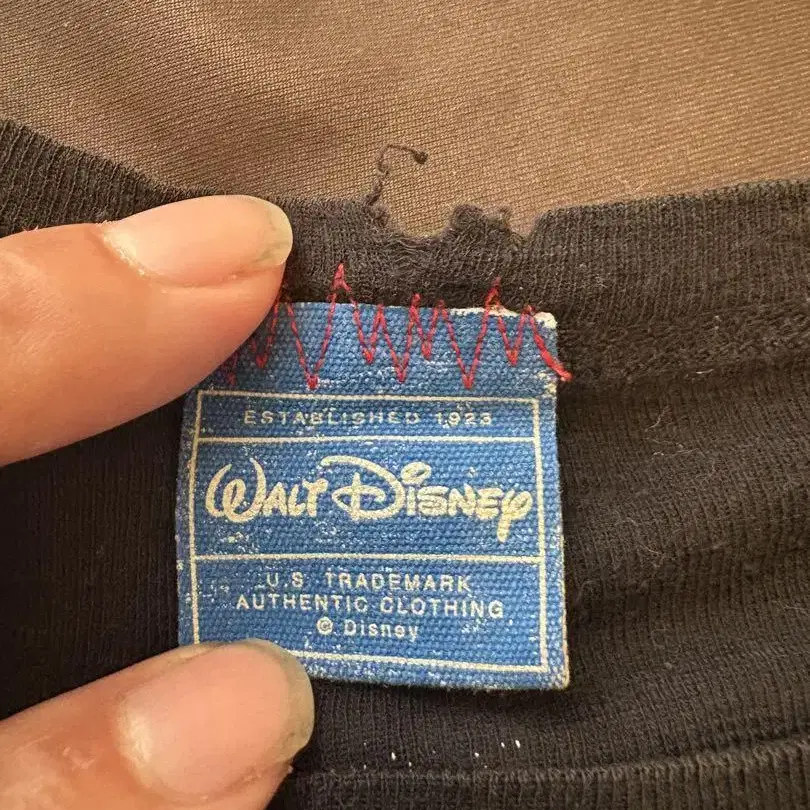 ESTABLISHED 1923
WALT DISNEY
U.S. TRADEMARK
AUTHENTIC CLOTHING
© Disney